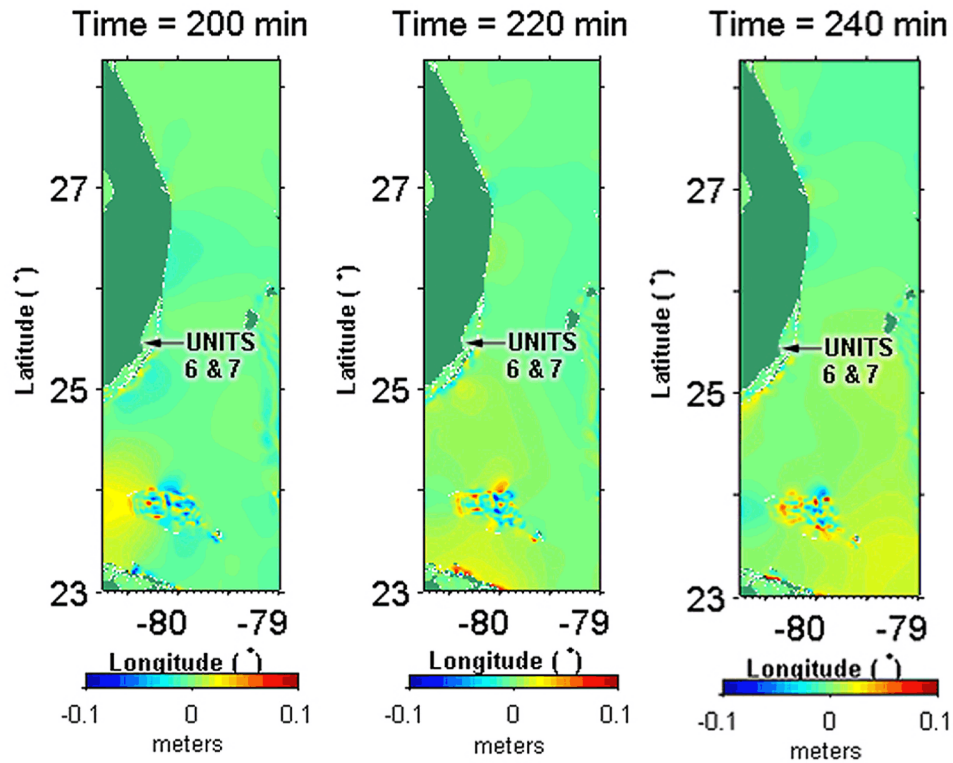 Time = 200 min
27
Latitude ( ° )
UNITS
6 & 7
25
23
-80 -79
Longitude ( ° )
-0.1 0 0.1
meters
Time = 220 min
27
Latitude ( ° )
UNITS
6 & 7
25
23
-80 -79
Longitude ( ° )
-0.1 0 0.1
meters
Time = 240 min
27
Latitude ( ° )
UNITS
6 & 7
25
23
-80 -79
Longitude ( ° )
-0.1 0 0.1
meters